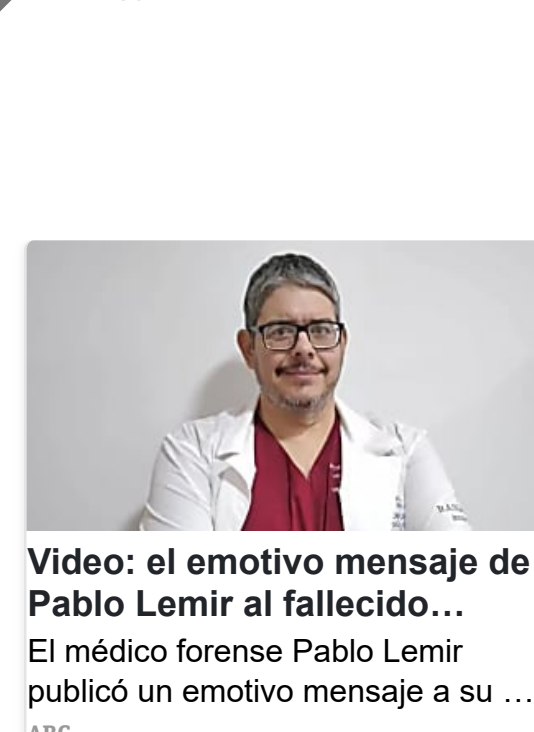 Video: el emotivo mensaje de
Pablo Lemir al fallecido…
El médico forense Pablo Lemir
publicó un emotivo mensaje a su …